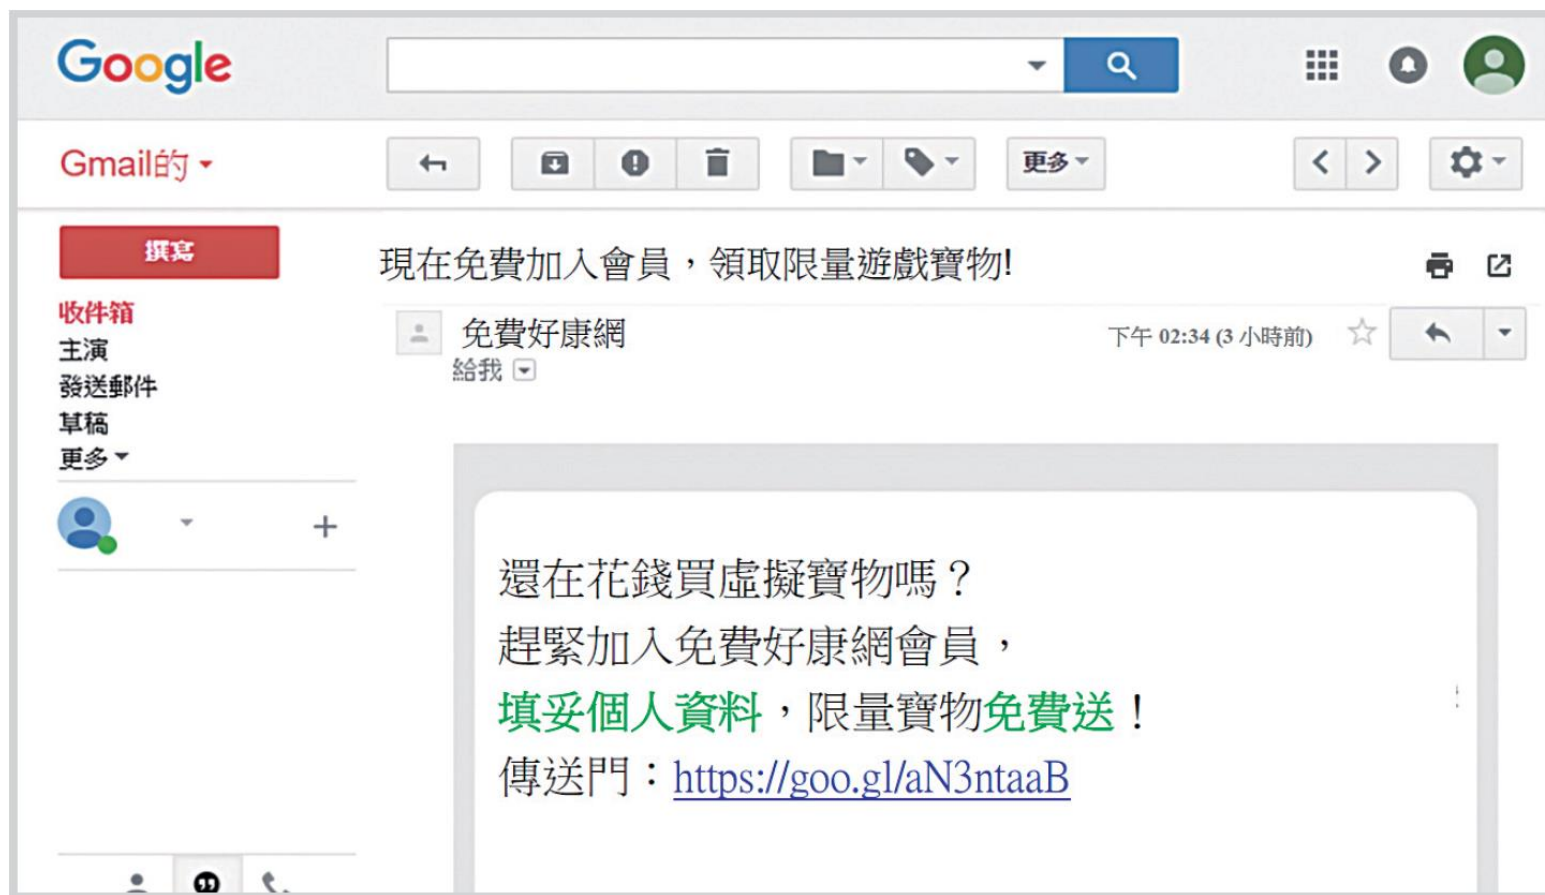 Google
Gmail的
更多
撰寫
現在免費加入會員，領取限量遊戲寶物!
收件箱
免費好康網
下午 02:34 (3 小時前)
主演
給我
發送郵件
草稿
更多
還在花錢買虛擬寶物嗎？
趕緊加入免費好康網會員，
填妥個人資料，限量寶物免費送！
傳送門：https://goo.gl/aN3ntaaB